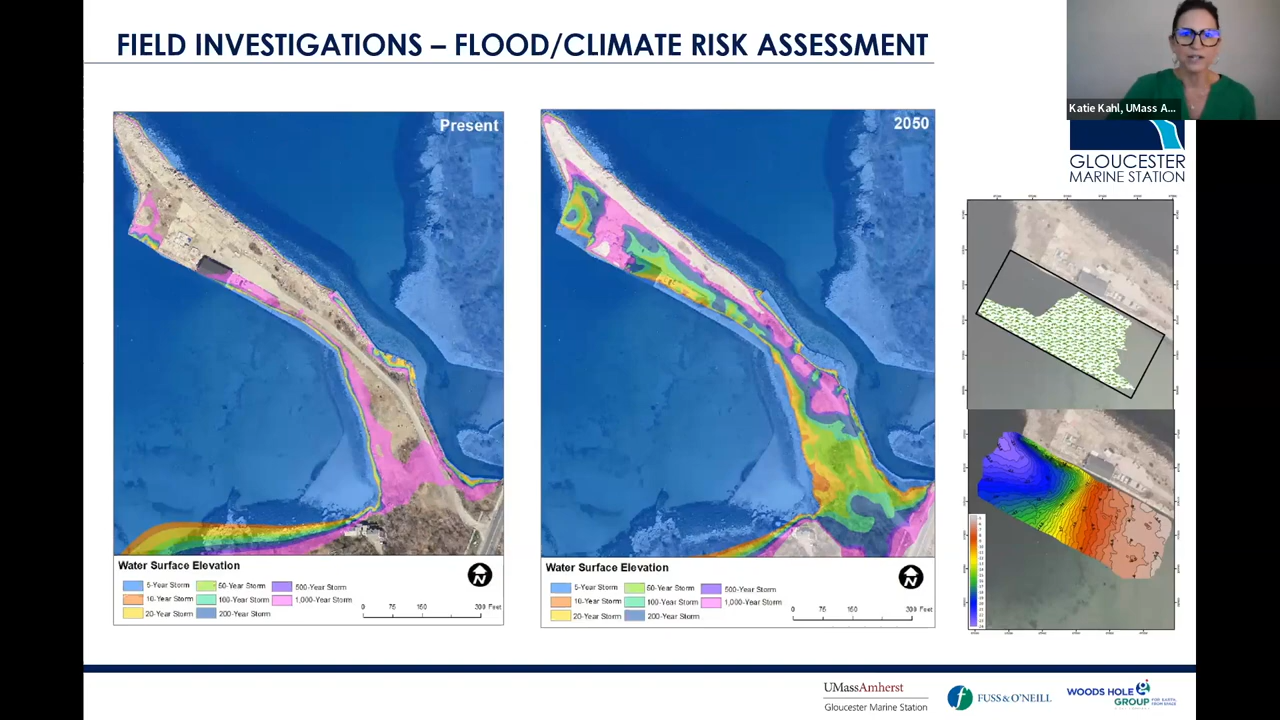 FIELD INVESTIGATIONS – FLOOD/CLIMATE RISK ASSESSMENT
Katie Kahl, UMass A...
GLOUCESTER
MARINE STATION
Present
2050
Water Surface Elevation
5-Year Storm
50-Year Storm
500-Year Storm
10-Year Storm
100-Year Storm
1,000-Year Storm
20-Year Storm
200-Year Storm
N
0 75 150 300 Feet
Water Surface Elevation
5-Year Storm
50-Year Storm
500-Year Storm
10-Year Storm
100-Year Storm
1,000-Year Storm
20-Year Storm
200-Year Storm
N
0 75 150 300 Feet
UMassAmherst
Gloucester Marine Station
f
FUSS & O'NEILL
WOODS HOLE
GROUP